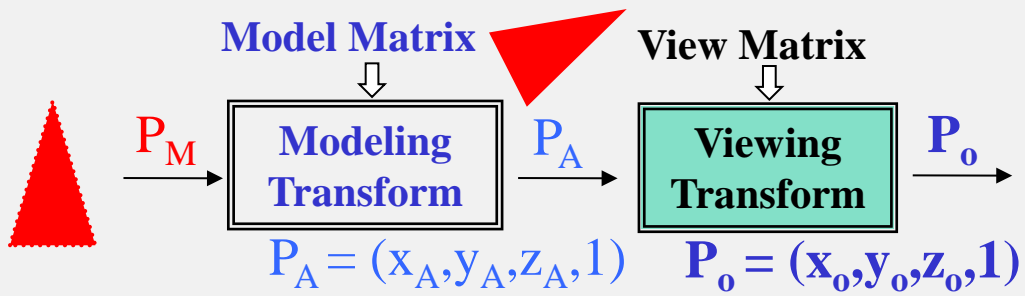 Model Matrix
View Matrix
P_M
Modeling
Transform
P_A
Viewing
Transform
P_o
P_A = (x_A,y_A,z_A,1)
P_o = (x_o,y_o,z_o,1)